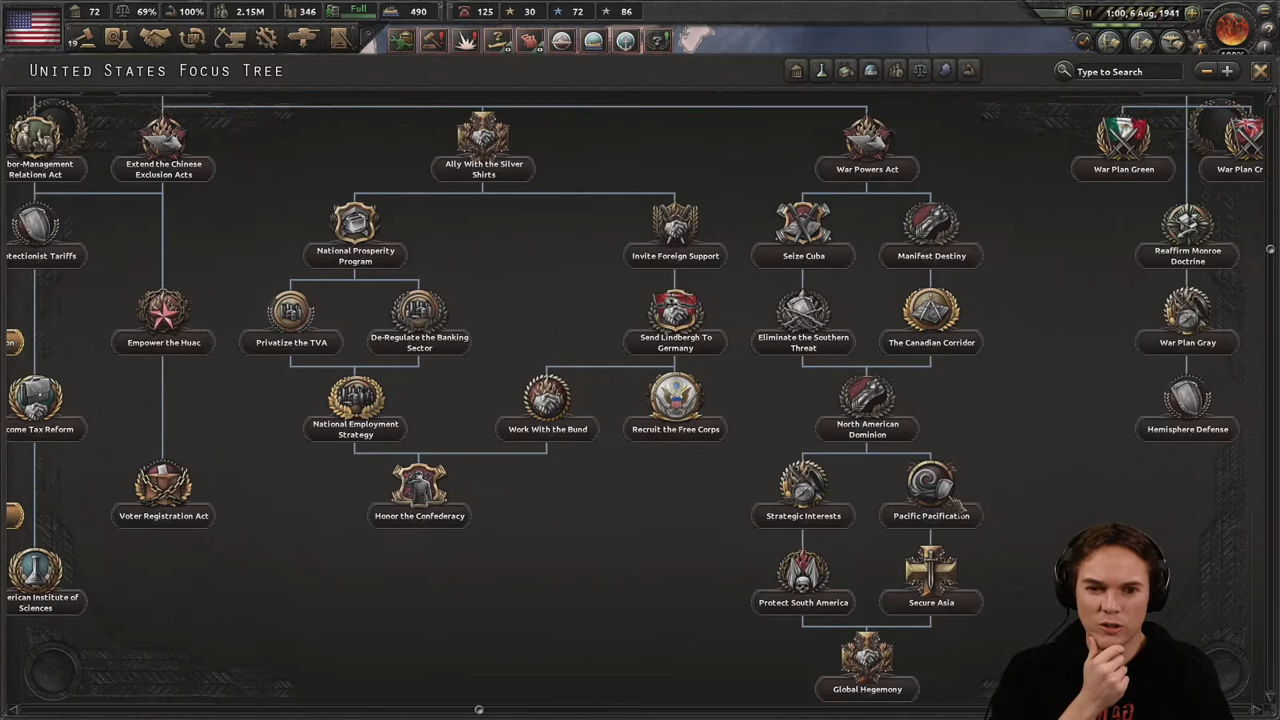 72 69% 100% 2.15M 346 Full 490 125 30 72 86 1:00, 6 Aug, 1941
19
100%
United States Focus Tree
Type to Search
bor-Management
Relations Act
Extend the Chinese
Exclusion Acts
Ally With the Silver
Shirts
War Powers Act
War Plan Green
War Plan Cr
otectionist Tariffs
National Prosperity
Program
Invite Foreign Support
Seize Cuba
Manifest Destiny
Reaffirm Monroe
Doctrine
on
Empower the Huac
Privatize the TVA
De-Regulate the Banking
Sector
Send Lindbergh To
Germany
Eliminate the Southern
Threat
The Canadian Corridor
War Plan Gray
come Tax Reform
National Employment
Strategy
Work With the Bund
Recruit the Free Corps
North American
Dominion
Hemisphere Defense
on
Voter Registration Act
Honor the Confederacy
Strategic Interests
Pacific Pacification
erican Institute of
Sciences
Protect South America
Secure Asia
Global Hegemony